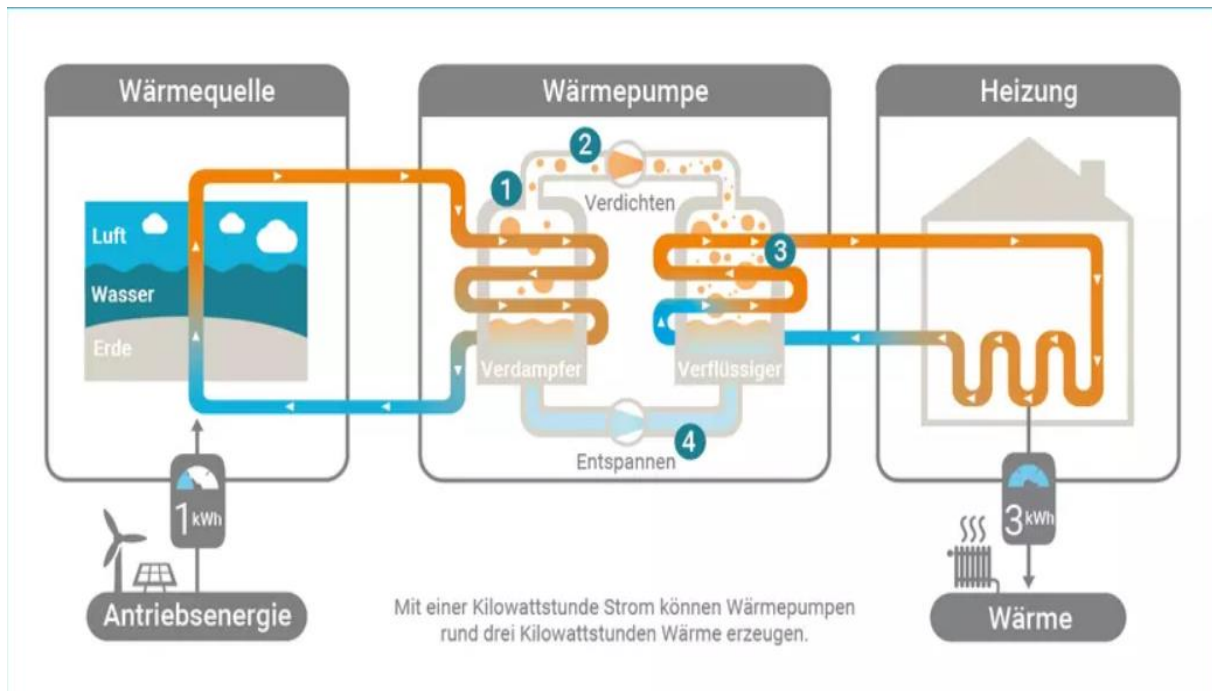 Wärmequelle
Wärmepumpe
Heizung
Luft
Wasser
Erde
1
2
Verdichten
3
Verdampfer
Verflüssiger
4
Entspannen
1 kWh
3 kWh
Antriebsenergie
Mit einer Kilowattstunde Strom können Wärmepumpen
rund drei Kilowattstunden Wärme erzeugen.
Wärme